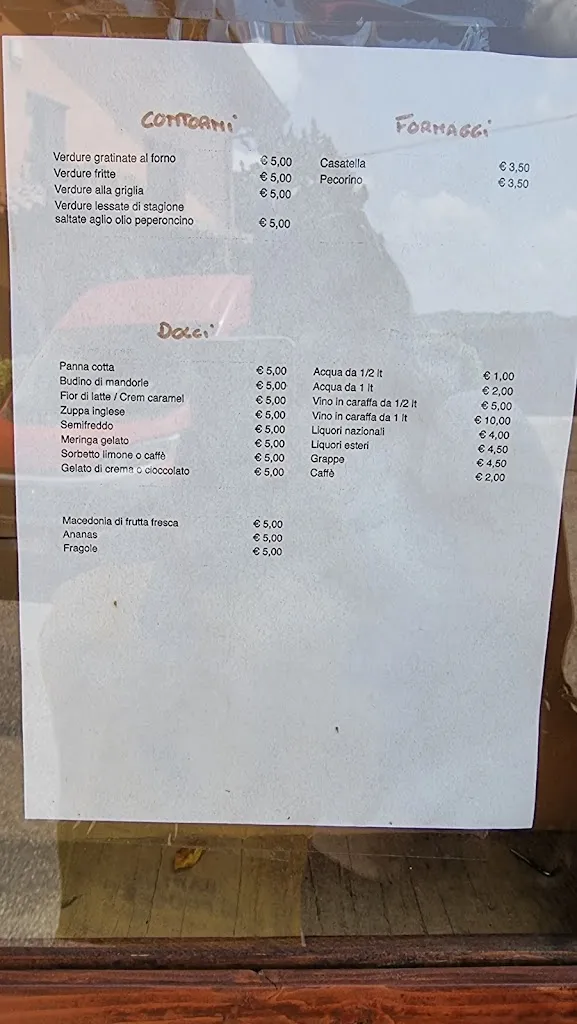 CONTORNI
Verdure gratinate al forno € 5,00
Verdure fritte € 5,00
Verdure alla griglia € 5,00
Verdure lessate di stagione
saltate aglio olio peperoncino € 5,00
FORMAGGI
Casatella € 3,50
Pecorino € 3,50
DOLCI
Panna cotta € 5,00
Budino di mandorle € 5,00
Fior di latte / Crem caramel € 5,00
Zuppa inglese € 5,00
Semifreddo € 5,00
Meringa gelato € 5,00
Sorbetto limone o caffè € 5,00
Gelato di crema o cioccolato € 5,00
Macedonia di frutta fresca € 5,00
Ananas € 5,00
Fragole € 5,00
Acqua da 1/2 lt € 1,00
Acqua da 1 lt € 2,00
Vino in caraffa da 1/2 lt € 5,00
Vino in caraffa da 1 lt € 10,00
Liquori nazionali € 4,00
Liquori esteri € 4,50
Grappe € 4,50
Caffè € 2,00